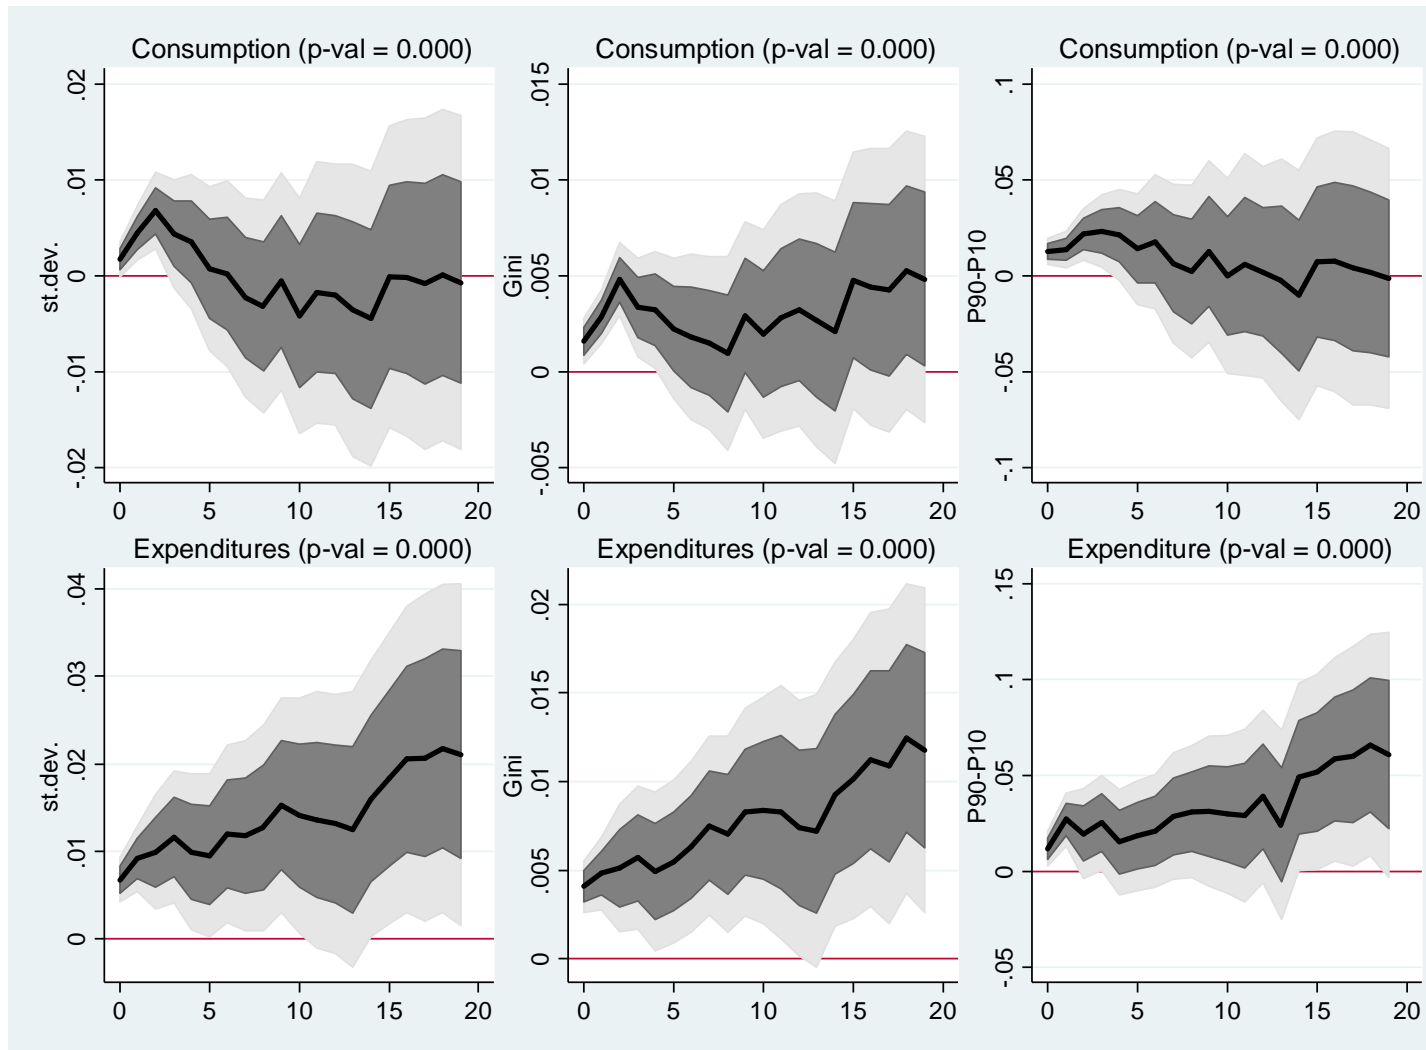 Consumption (p-val = 0.000)
st.dev.
.02
.01
0
-.01
-.02
0 5 10 15 20
Consumption (p-val = 0.000)
Gini
.015
.01
.005
0
-.005
0 5 10 15 20
Consumption (p-val = 0.000)
P90-P10
.1
.05
0
-.05
-.1
0 5 10 15 20
Expenditures (p-val = 0.000)
st.dev.
.04
.03
.02
.01
0
0 5 10 15 20
Expenditures (p-val = 0.000)
Gini
.02
.015
.01
.005
0
0 5 10 15 20
Expenditure (p-val = 0.000)
P90-P10
.15
.1
.05
0
-.05
0 5 10 15 20